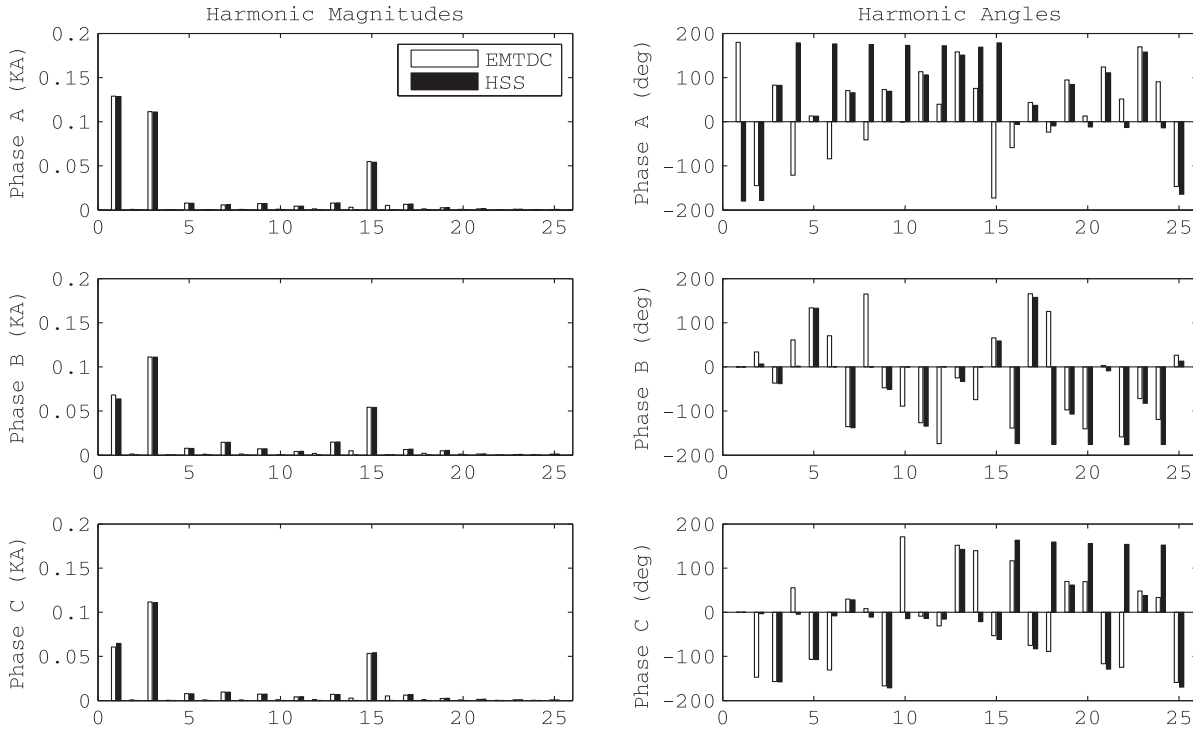 Harmonic Magnitudes
Phase A (KA)
0.2
0.15
0.1
0.05
0
0 5 10 15 20 25
EMTDC
HSS
Harmonic Angles
Phase A (deg)
200
100
0
-100
-200
0 5 10 15 20 25
Phase B (KA)
0.2
0.15
0.1
0.05
0
0 5 10 15 20 25
Phase B (deg)
200
100
0
-100
-200
0 5 10 15 20 25
Phase C (KA)
0.2
0.15
0.1
0.05
0
0 5 10 15 20 25
Phase C (deg)
200
100
0
-100
-200
0 5 10 15 20 25